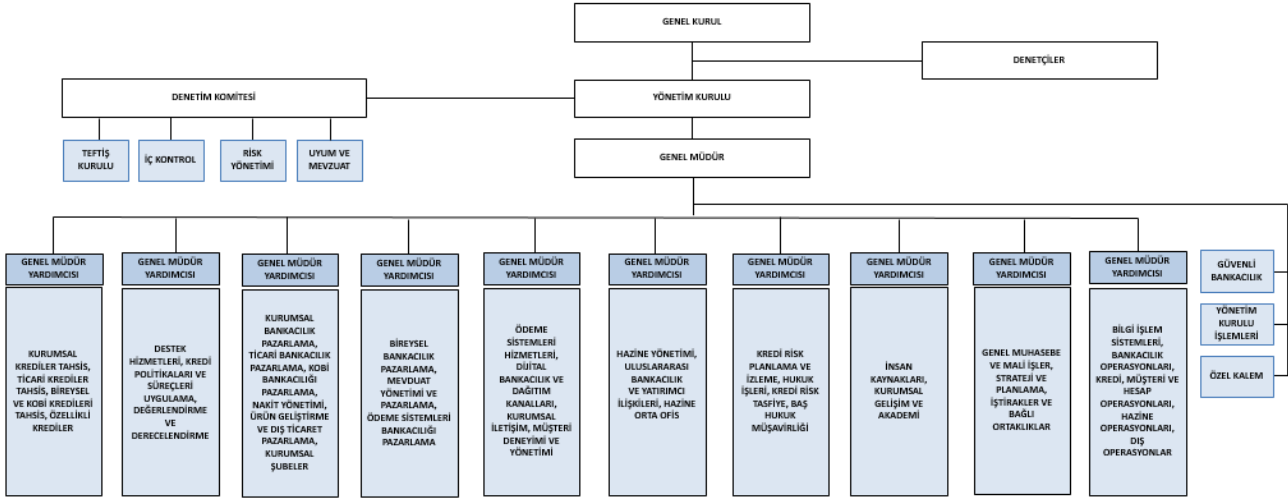 GENEL KURUL
DENETÇİLER
DENETİM KOMİTESİ
YÖNETİM KURULU
TEFTİŞ
KURULU
İÇ KONTROL
RİSK
YÖNETİMİ
UYUM VE
MEVZUAT
GENEL MÜDÜR
GENEL MÜDÜR
YARDIMCISI
KURUMSAL
KREDİLER TAHSİS,
TİCARİ KREDİLER
TAHSİS, BİREYSEL
VE KOBİ KREDİLERİ
TAHSİS, ÖZELLİKLİ
KREDİLER
GENEL MÜDÜR
YARDIMCISI
DESTEK
HİZMETLERİ, KREDİ
POLİTİKALARI VE
SÜREÇLERİ
UYGULAMA,
DEĞERLENDİRME
VE
DERECELENDİRME
GENEL MÜDÜR
YARDIMCISI
KURUMSAL
BANKACILIK
PAZARLAMA,
TİCARİ BANKACILIK
PAZARLAMA, KOBİ
BANKACILIĞI
PAZARLAMA,
NAKİT YÖNETİMİ,
ÜRÜN GELİŞTİRME
VE DIŞ TİCARET
PAZARLAMA,
KURUMSAL
ŞUBELER
GENEL MÜDÜR
YARDIMCISI
BİREYSEL
BANKACILIK
PAZARLAMA,
MEVDUAT
YÖNETİMİ VE
PAZARLAMA,
ÖDEME SİSTEMLERİ
BANKACILIĞI
PAZARLAMA
GENEL MÜDÜR
YARDIMCISI
ÖDEME
SİSTEMLERİ
HİZMETLERİ,
DİJİTAL
BANKACILIK VE
DAĞITIM
KANALLARI,
KURUMSAL
İLETİŞİM, MÜŞTERİ
DENEYİMİ VE
YÖNETİMİ
GENEL MÜDÜR
YARDIMCISI
HAZİNE YÖNETİMİ,
ULUSLARARASI
BANKACILIK
VE YATIRIMCI
İLİŞKİLERİ, HAZİNE
ORTA OFİS
GENEL MÜDÜR
YARDIMCISI
KREDİ RİSK
PLANLAMA VE
İZLEME, HUKUK
İŞLERİ, KREDİ RİSK
TASFİYE, BAŞ
HUKUK
MÜŞAVİRLİĞİ
GENEL MÜDÜR
YARDIMCISI
İNSAN
KAYNAKLARI,
KURUMSAL
GELİŞİM VE
AKADEMİ
GENEL MÜDÜR
YARDIMCISI
GENEL MUHASEBE
VE MALİ İŞLER,
STRATEJİ VE
PLANLAMA,
İŞTİRAKLER VE
BAĞLI
ORTAKLIKLAR
GENEL MÜDÜR
YARDIMCISI
BİLGİ İŞLEM
SİSTEMLERİ,
BANKACILIK
OPERASYONLARI,
KREDİ, MÜŞTERİ VE
HESAP
OPERASYONLARI,
HAZİNE
OPERASYONLARI,
DIŞ
OPERASYONLAR
GÜVENLİ
BANKACILIK
YÖNETİM
KURULU
İŞLEMLERİ
ÖZEL KALEM